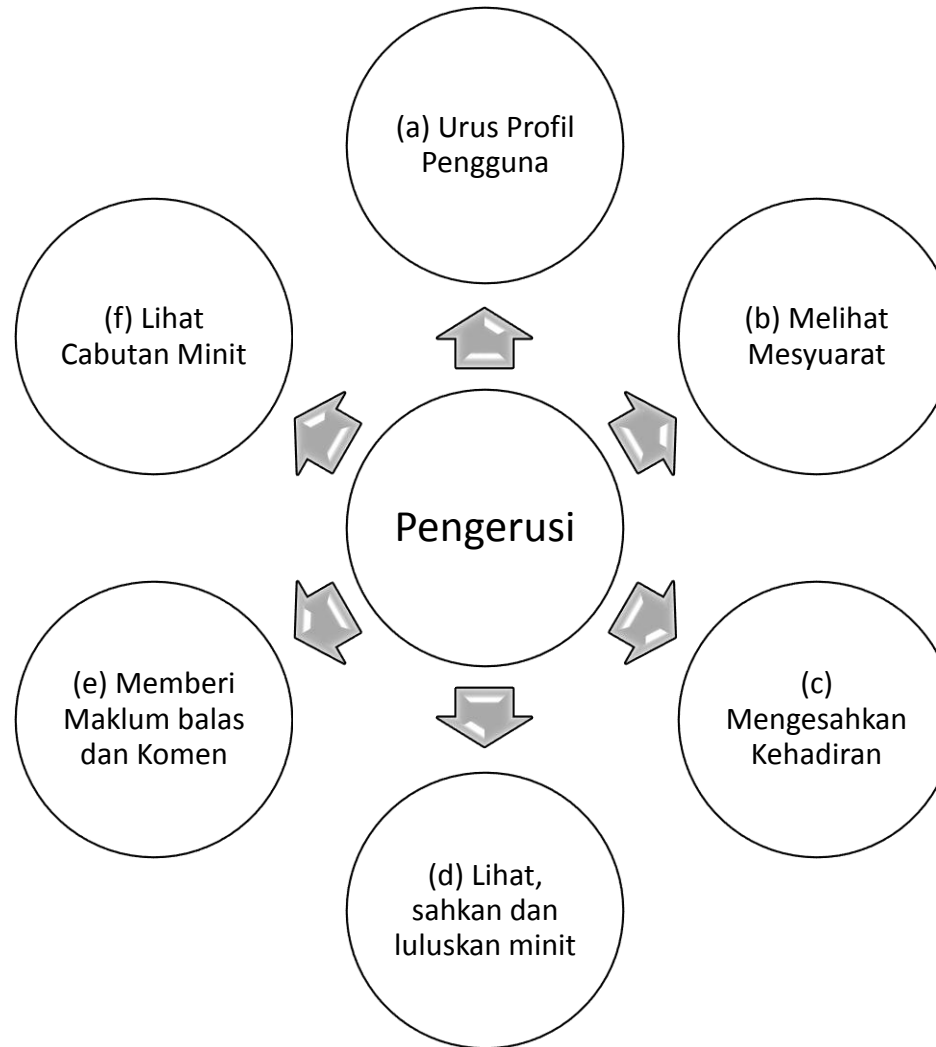 (a) Urus Profil
Pengguna
(b) Melihat
Mesyuarat
(c)
Mengesahkan
Kehadiran
(d) Lihat,
sahkan dan
luluskan minit
(e) Memberi
Maklum balas
dan Komen
(f) Lihat
Cabutan Minit
Pengerusi